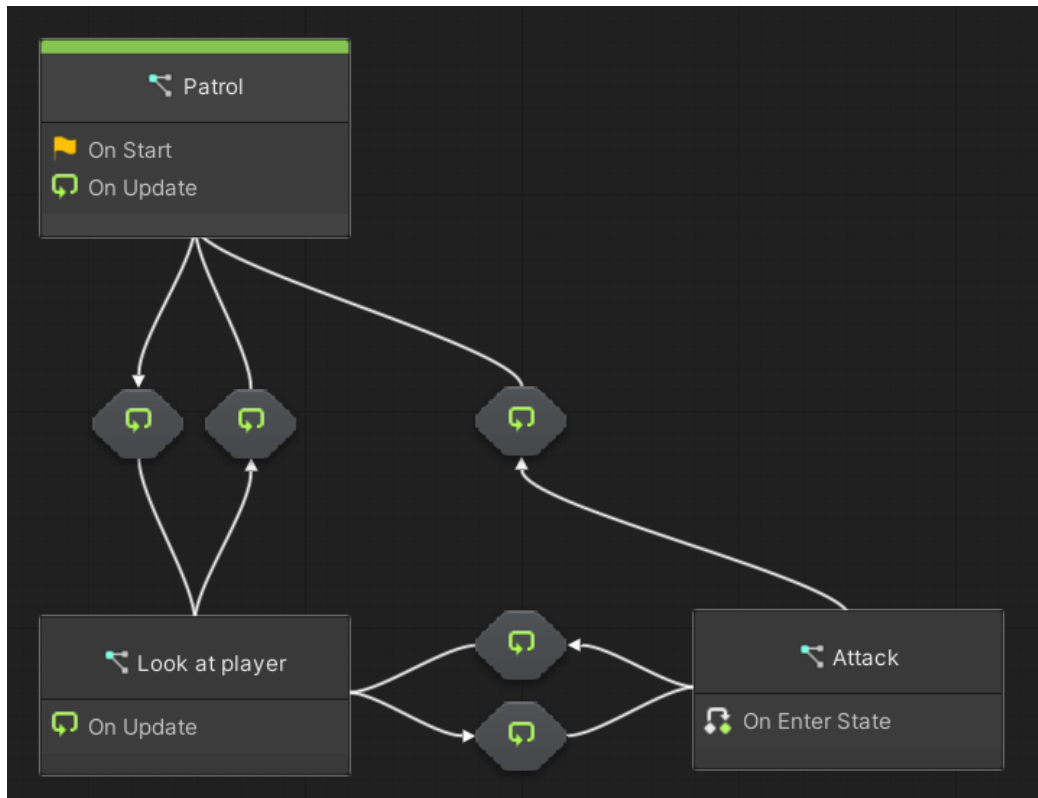 Patrol
On Start
On Update
Look at player
On Update
Attack
On Enter State